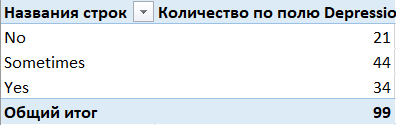 Названия строк Количество по полю Depressio
No 21
Sometimes 44
Yes 34
Общий итог 99